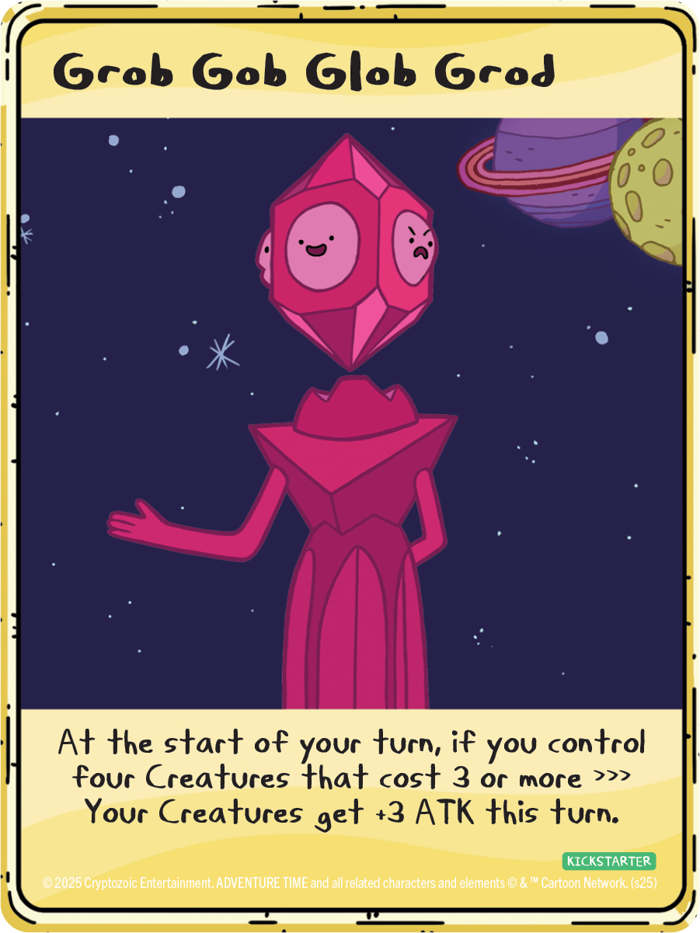 Grob Gob Glob Grod
At the start of your turn, if you control
four Creatures that cost 3 or more >>>
Your Creatures get +3 ATK this turn.
KICKSTARTER
© 2025 Cryptozoic Entertainment. ADVENTURE TIME and all related characters and elements © & ™ Cartoon Network. (s25)